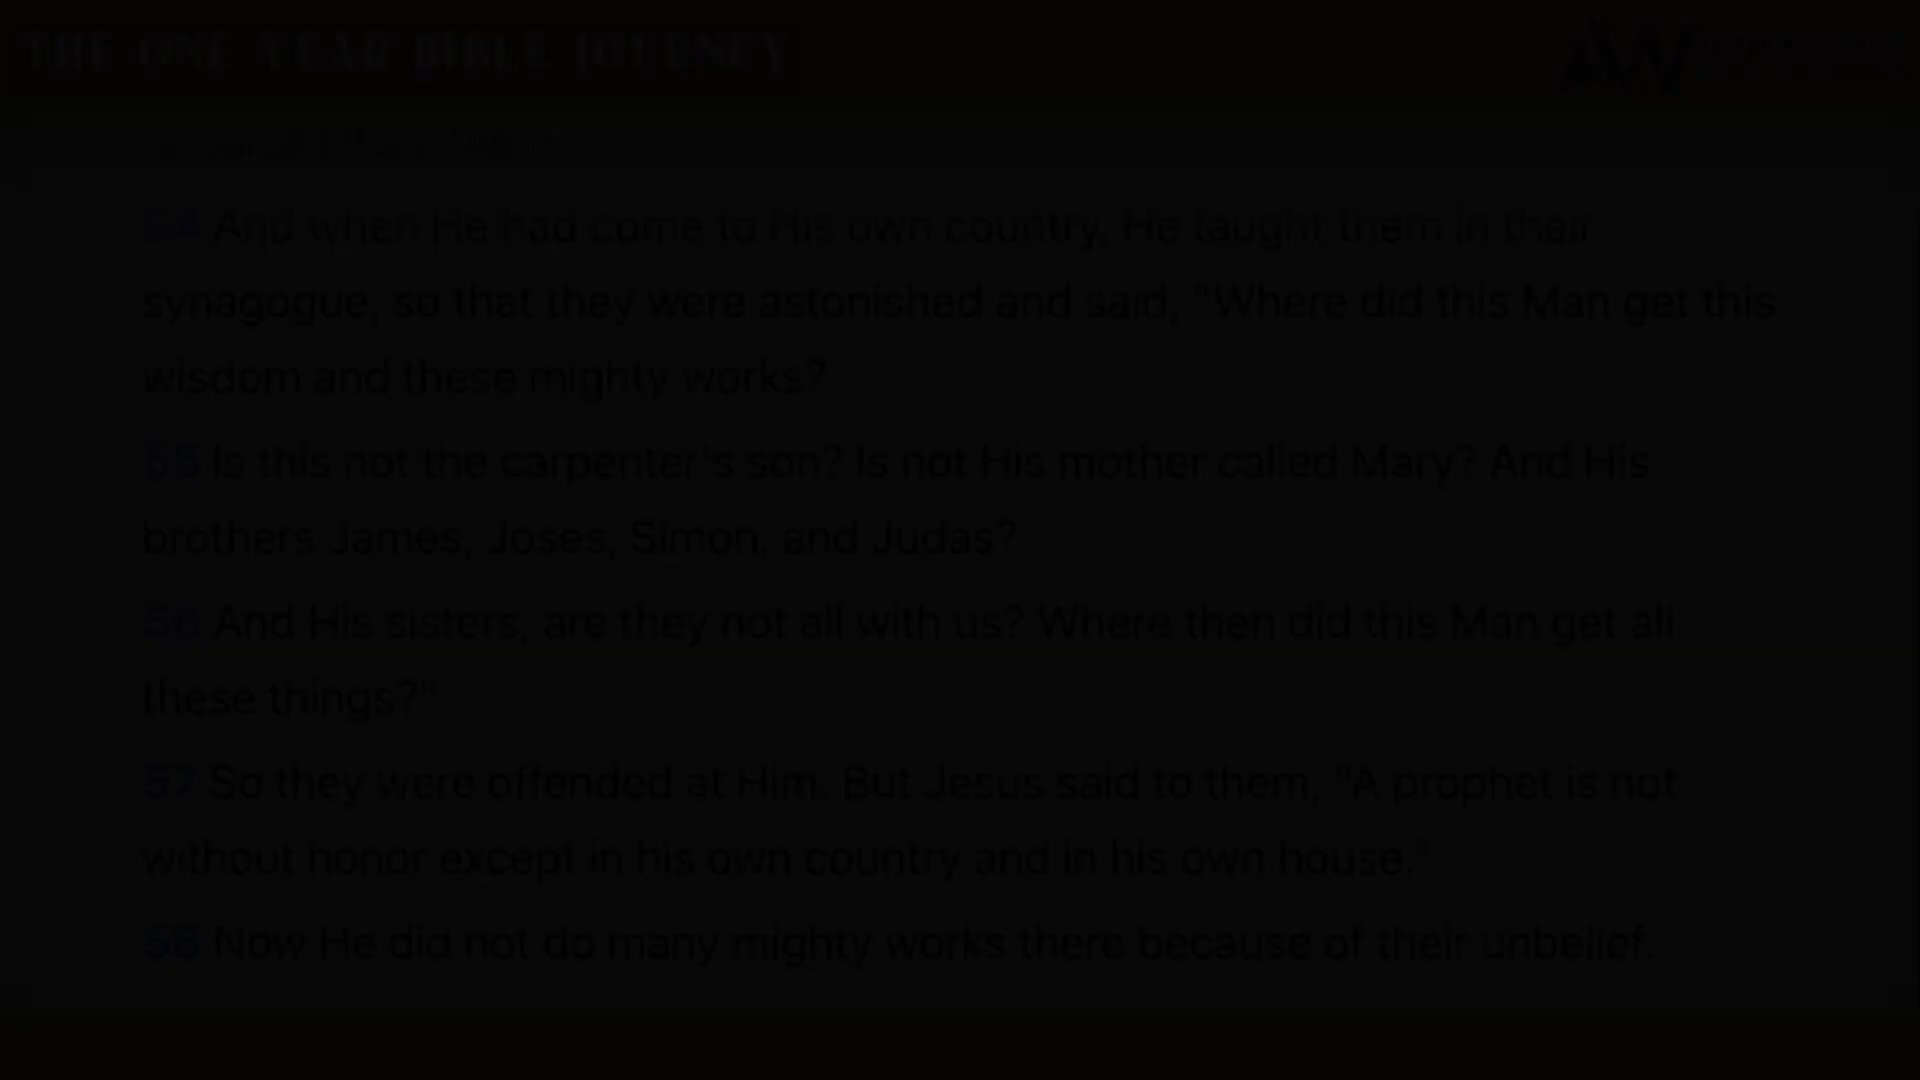 THE ONE YEAR BIBLE JOURNEY
AW
54 And when He had come to His own country, He taught them in their
synagogue, so that they were astonished and said, "Where did this Man get this
wisdom and these mighty works?
55 Is this not the carpenter's son? Is not His mother called Mary? And His
brothers James, Joses, Simon, and Judas?
56 And His sisters, are they not all with us? Where then did this Man get all
these things?"
57 So they were offended at Him. But Jesus said to them, "A prophet is not
without honor except in his own country and in his own house."
58 Now He did not do many mighty works there because of their unbelief.